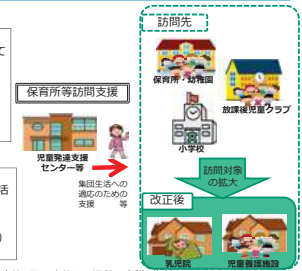 訪問先
て
保育所・幼稚園
保育所等訪問支援
放課後児童クラブ
小学校
児童発達支援
センター等
訪問対象
の拡大
集団生活への
適応のための
支援 等
活
改正後
)
乳児院
児童養護施設